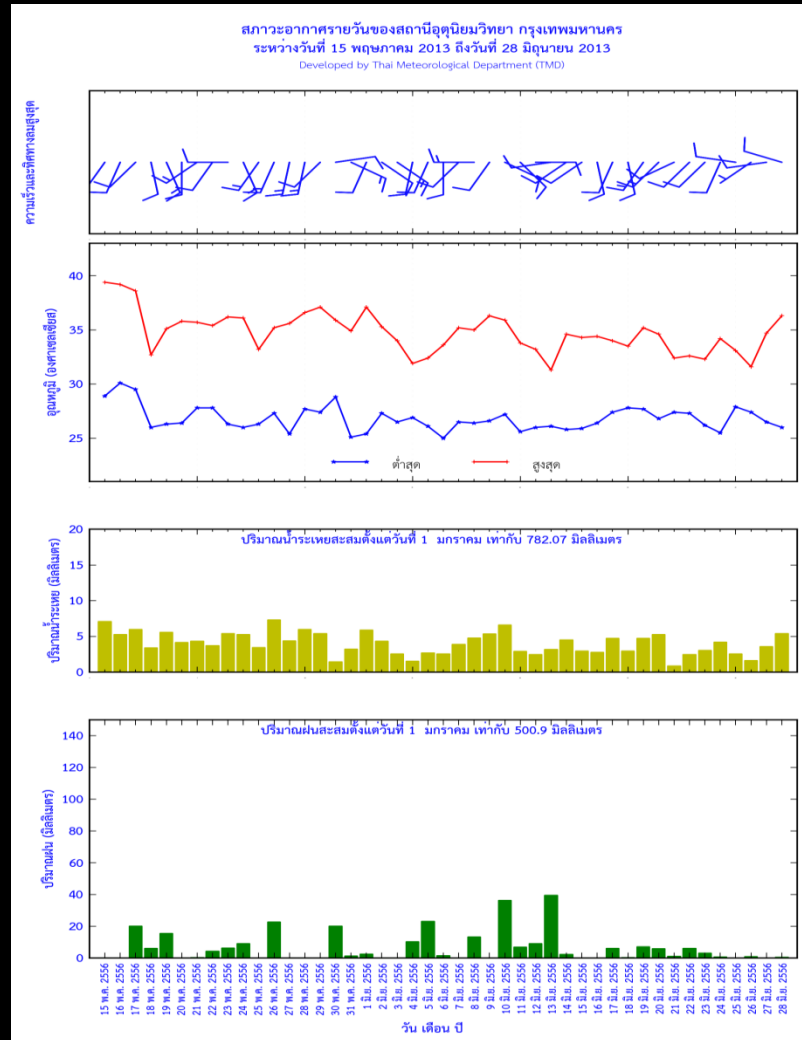 สภาวะอากาศรายวันของสถานีอุตุนิยมวิทยา กรุงเทพมหานคร
ระหว่างวันที่ 15 พฤษภาคม 2013 ถึงวันที่ 28 มิถุนายน 2013
Developed by Thai Meteorological Department (TMD)
ความเร็วและทิศทางลมสูงสุด
อุณหภูมิ (องศาเซลเซียส)
40
35
30
25
ต่ำสุด
สูงสุด
ปริมาณน้ำระเหย (มิลลิเมตร)
ปริมาณน้ำระเหยสะสมตั้งแต่วันที่ 1 มกราคม เท่ากับ 782.07 มิลลิเมตร
20
15
10
5
0
ปริมาณฝน (มิลลิเมตร)
ปริมาณฝนสะสมตั้งแต่วันที่ 1 มกราคม เท่ากับ 500.9 มิลลิเมตร
140
120
100
80
60
40
20
0
15 พ.ค. 2556
16 พ.ค. 2556
17 พ.ค. 2556
18 พ.ค. 2556
19 พ.ค. 2556
20 พ.ค. 2556
21 พ.ค. 2556
22 พ.ค. 2556
23 พ.ค. 2556
24 พ.ค. 2556
25 พ.ค. 2556
26 พ.ค. 2556
27 พ.ค. 2556
28 พ.ค. 2556
29 พ.ค. 2556
30 พ.ค. 2556
31 พ.ค. 2556
1 มิ.ย. 2556
2 มิ.ย. 2556
3 มิ.ย. 2556
4 มิ.ย. 2556
5 มิ.ย. 2556
6 มิ.ย. 2556
7 มิ.ย. 2556
8 มิ.ย. 2556
9 มิ.ย. 2556
10 มิ.ย. 2556
11 มิ.ย. 2556
12 มิ.ย. 2556
13 มิ.ย. 2556
14 มิ.ย. 2556
15 มิ.ย. 2556
16 มิ.ย. 2556
17 มิ.ย. 2556
18 มิ.ย. 2556
19 มิ.ย. 2556
20 มิ.ย. 2556
21 มิ.ย. 2556
22 มิ.ย. 2556
23 มิ.ย. 2556
24 มิ.ย. 2556
25 มิ.ย. 2556
26 มิ.ย. 2556
27 มิ.ย. 2556
28 มิ.ย. 2556
วัน เดือน ปี